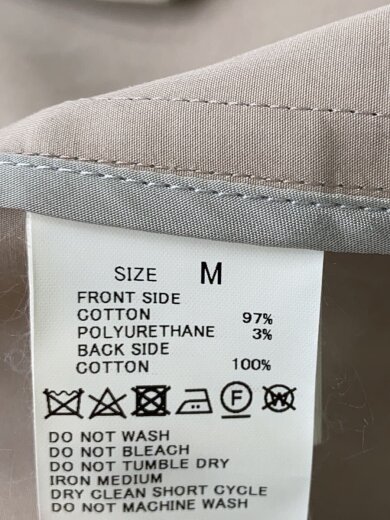 SIZE M
FRONT SIDE
COTTON 97%
POLYURETHANE 3%
BACK SIDE
COTTON 100%
F W
DO NOT WASH
DO NOT BLEACH
DO NOT TUMBLE DRY
IRON MEDIUM
DRY CLEAN SHORT CYCLE
DO NOT MACHINE WASH